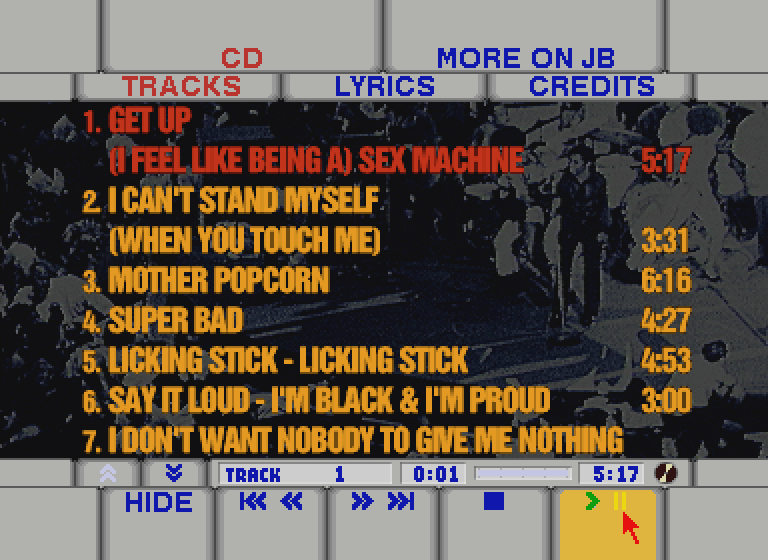 CD MORE ON JB
TRACKS LYRICS CREDITS
1. GET UP
(I FEEL LIKE BEING A) SEX MACHINE 5:17
2. I CAN'T STAND MYSELF
(WHEN YOU TOUCH ME) 3:31
3. MOTHER POPCORN 6:16
4. SUPER BAD 4:27
5. LICKING STICK - LICKING STICK 4:53
6. SAY IT LOUD - I'M BLACK & I'M PROUD 3:00
7. I DON'T WANT NOBODY TO GIVE ME NOTHING
TRACK 1 0:01 5:17
HIDE